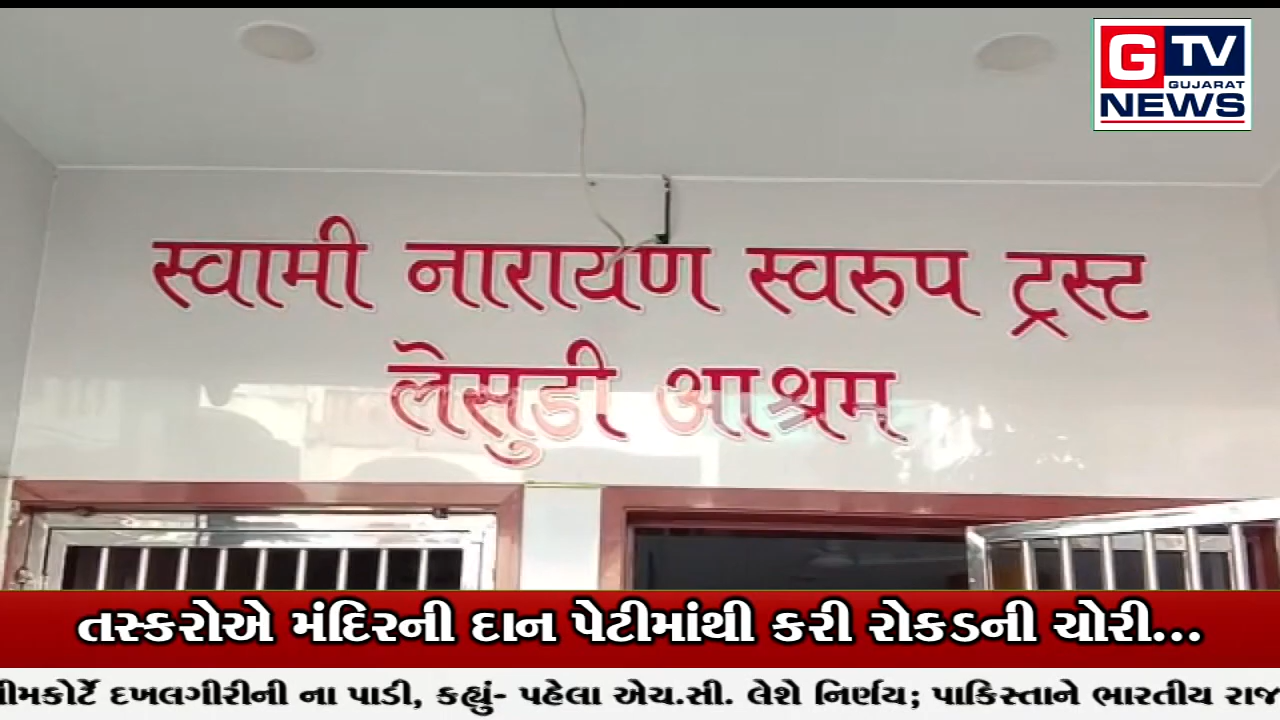 G TV
GUJARAT
NEWS
स्वामी नारायण स्वरुप ट्रस्ट
लेसुडी आश्रम
તસ્કરોએ મંદિરની દાન પેટીમાંથી કરી રોકડની ચોરી...
દખલગીરીની ના પાડી, કહ્યું- પહેલા એચ.સી. લેશે નિર્ણય; પાકિસ્તાને ભારતીય